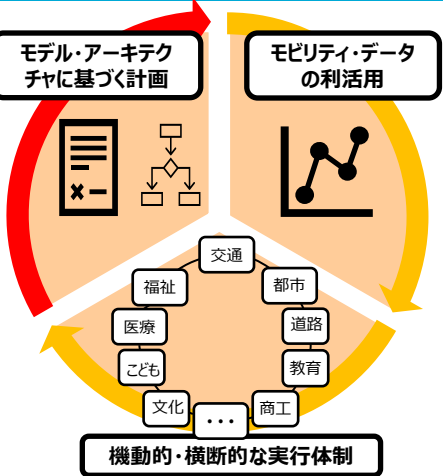 モデル・アーキテク
チャに基づく計画
モビリティ・データ
の利活用
交通
福祉
都市
医療
道路
こども
教育
文化
・・・
商工
機動的・横断的な実行体制